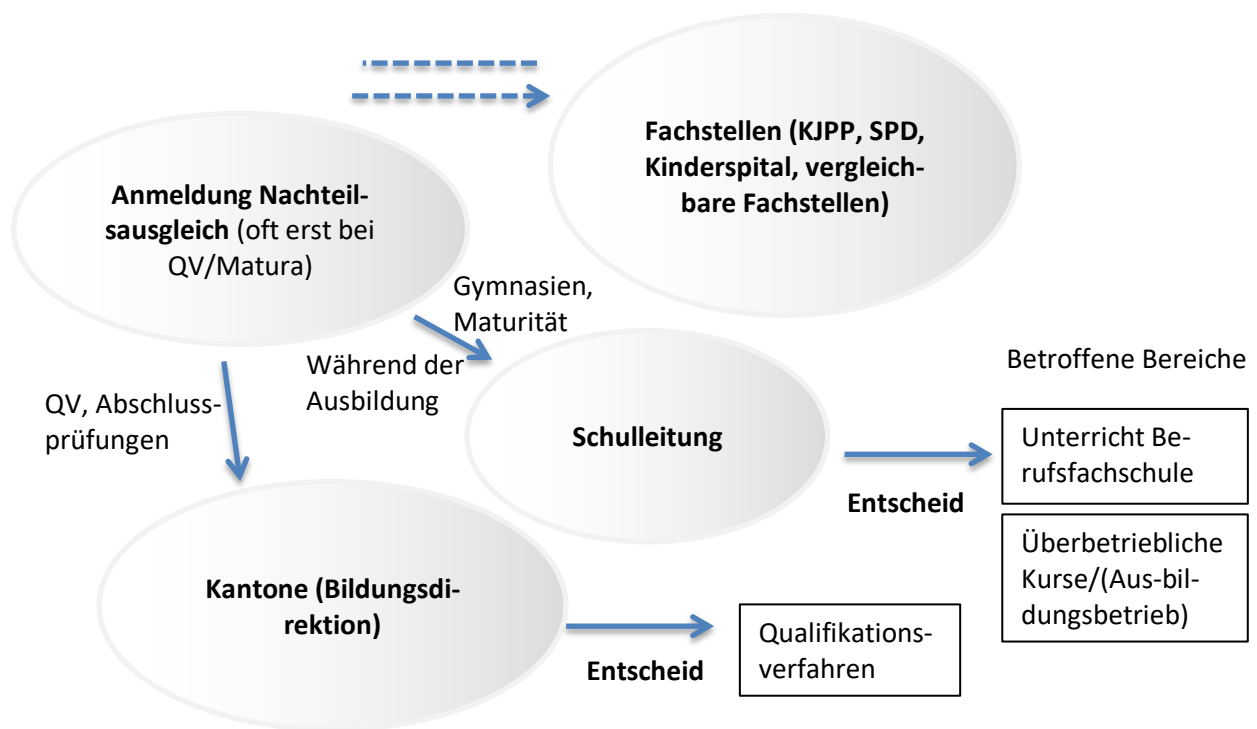 Fachstellen (KJPP, SPD,
Kinderspital, vergleich-
bare Fachstellen)
Anmeldung Nachteil-
sausgleich (oft erst bei
QV/Matura)
Gymnasien,
Maturität
Während der
Ausbildung
QV, Abschluss-
prüfungen
Schulleitung
Betroffene Bereiche
Unterricht Be-
rufsfachschule
Entscheid
Überbetriebliche
Kurse/(Aus-bil-
dungsbetrieb)
Kantone (Bildungsdi-
rektion)
Entscheid
Qualifikations-
verfahren